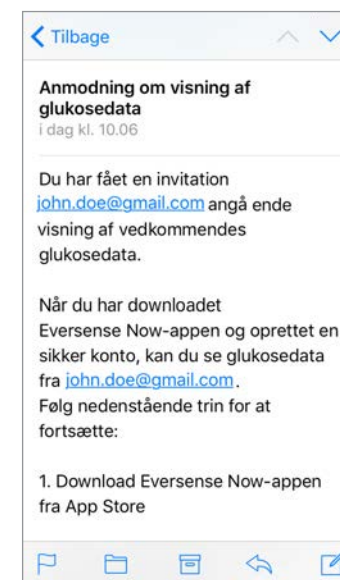 Tilbage
Anmodning om visning af
glukosedata
i dag kl. 10.06
Du har fået en invitation
john.doe@gmail.com angå ende
visning af vedkommendes
glukosedata.
Når du har downloadet
Eversense Now-appen og oprettet en
sikker konto, kan du se glukosedata
fra john.doe@gmail.com.
Følg nedenstående trin for at
fortsætte:
1. Download Eversense Now-appen
fra App Store